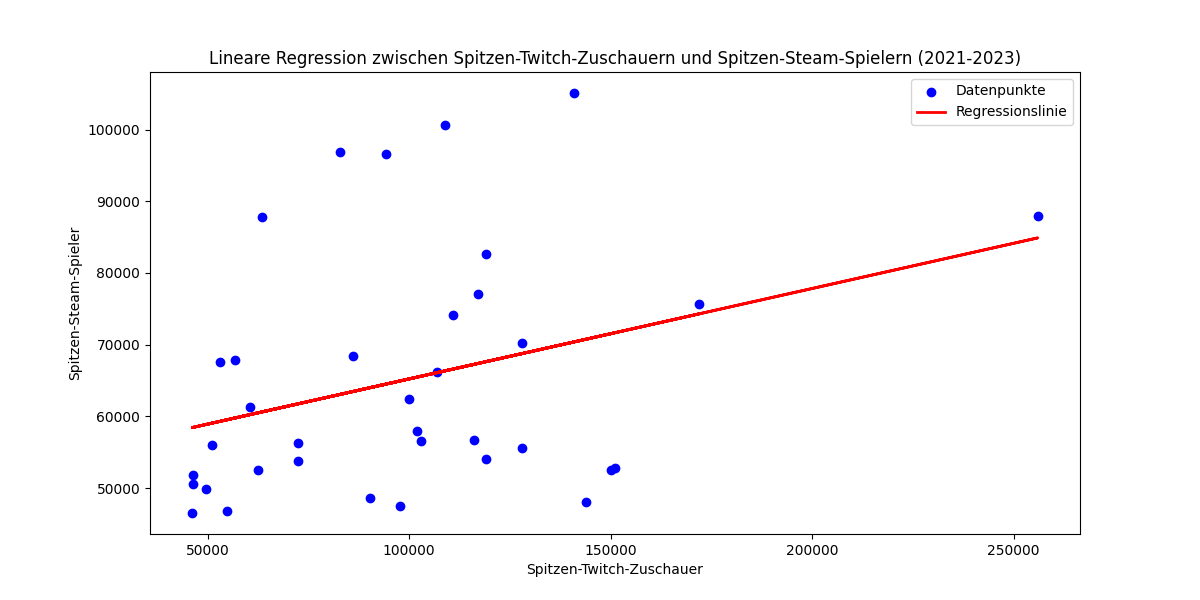 Lineare Regression zwischen Spitzen-Twitch-Zuschauern und Spitzen-Steam-Spielern (2021-2023)
Datenpunkte
Regressionslinie
100000
90000
80000
70000
60000
50000
Spitzen-Steam-Spieler
50000
100000
150000
200000
250000
Spitzen-Twitch-Zuschauer